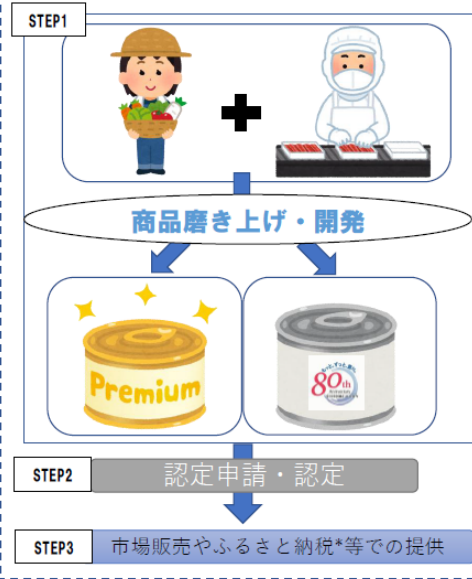 STEP1
商品磨き上げ・開発
Premium
80th
STEP2
認定申請・認定
STEP3
市場販売やふるさと納税*等での提供